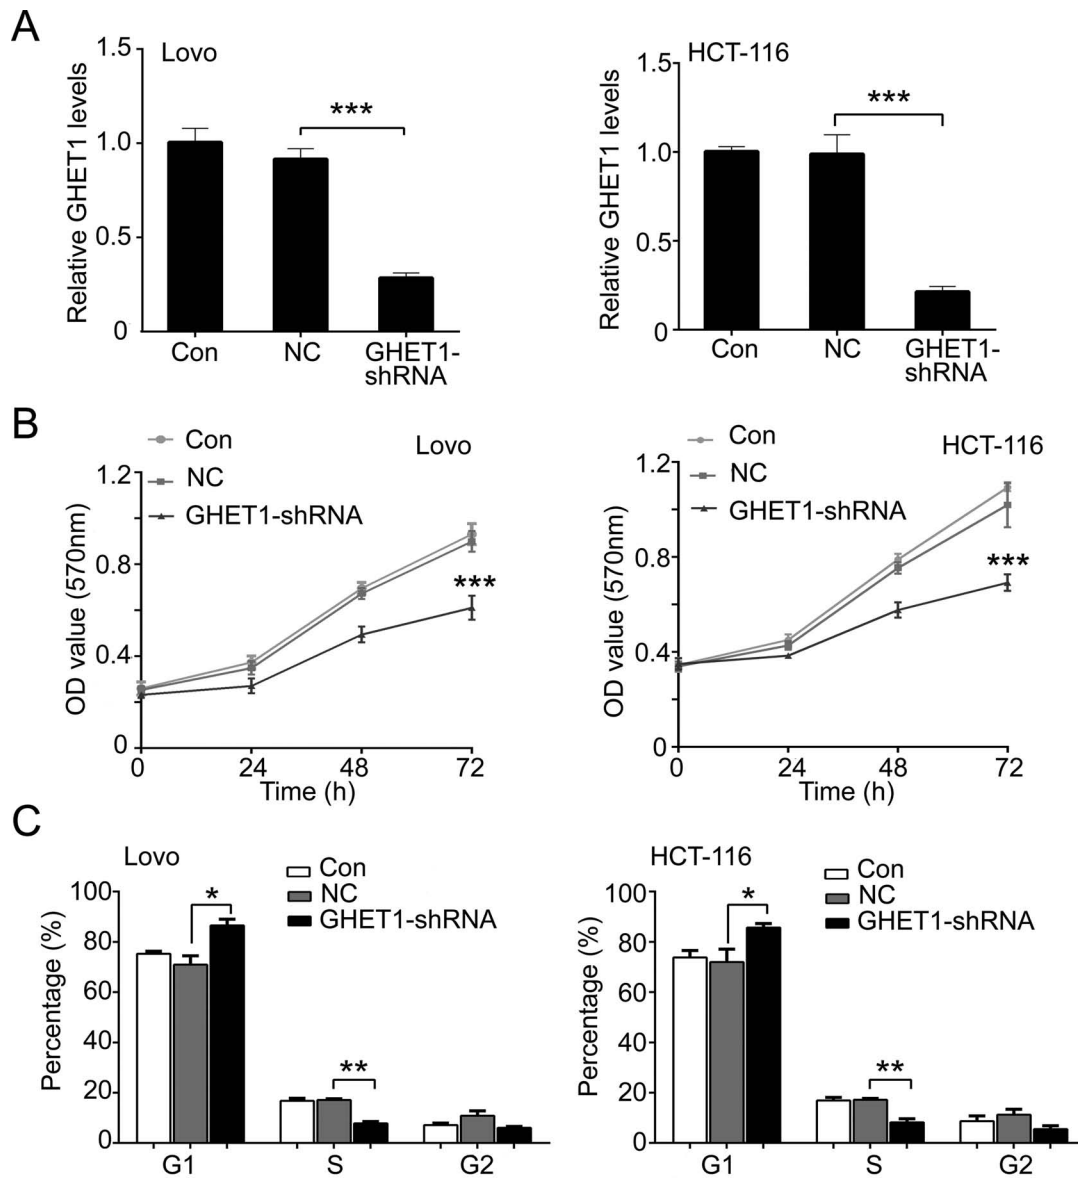 A
Lovo
1.5
1.0
0.5
0
Relative GHET1 levels
***
Con
NC
GHET1-
shRNA
HCT-116
1.5
1.0
0.5
0
Relative GHET1 levels
***
Con
NC
GHET1-
shRNA
B
Con
NC
GHET1-shRNA
Lovo
1.2
0.8
0.4
0
OD value (570nm)
***
0 24 48 72
Time (h)
Con
NC
GHET1-shRNA
HCT-116
1.2
0.8
0.4
0
OD value (570nm)
***
0 24 48 72
Time (h)
C
Lovo
Con
NC
GHET1-shRNA
100
80
60
40
20
0
Percentage (%)
*
**
G1 S G2
HCT-116
Con
NC
GHET1-shRNA
100
80
60
40
20
0
Percentage (%)
*
**
G1 S G2